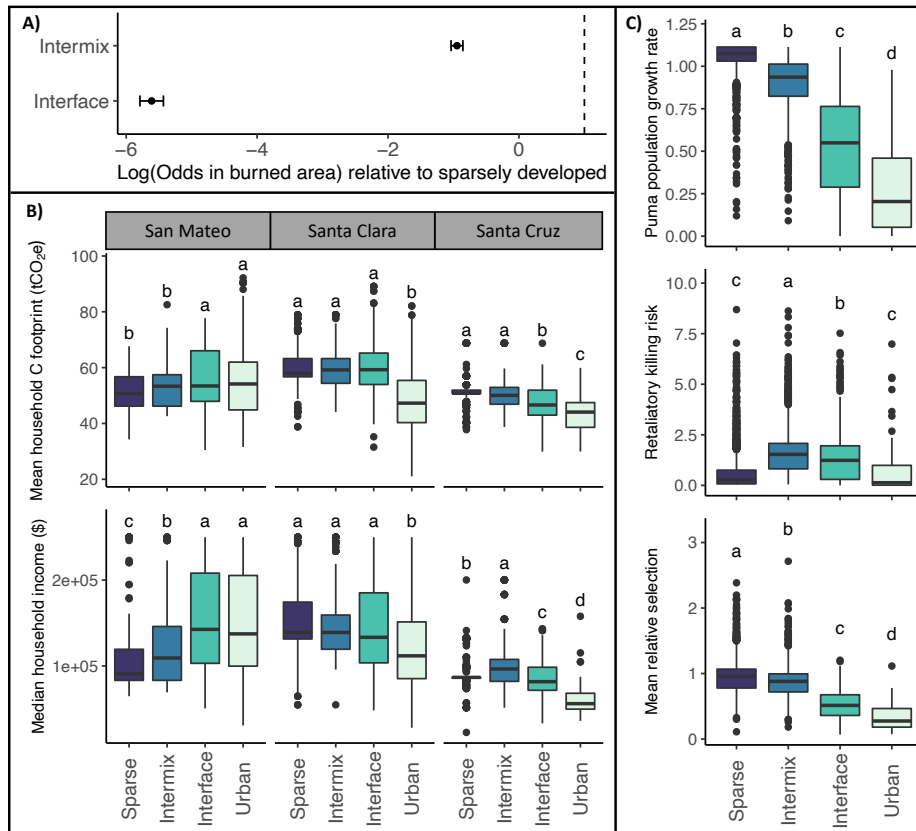 A)
Intermix
Interface
−6 −4 −2 0
Log(Odds in burned area) relative to sparsely developed
B)
San Mateo Santa Clara Santa Cruz
Mean household C footprint (tCO₂e)
100
80
60
40
20
b b a a
a a a b
a a b c
Median household income ($)
2e+05
1e+05
c b a a
a a a b
b a c d
Sparse Intermix Interface Urban
Sparse Intermix Interface Urban
Sparse Intermix Interface Urban
C)
Puma population growth rate
1.25
1.00
0.75
0.50
0.25
0.00
a b c d
Retaliatory killing risk
10.0
7.5
5.0
2.5
0.0
c a b c
Mean relative selection
3
2
1
0
a b c d
Sparse Intermix Interface Urban